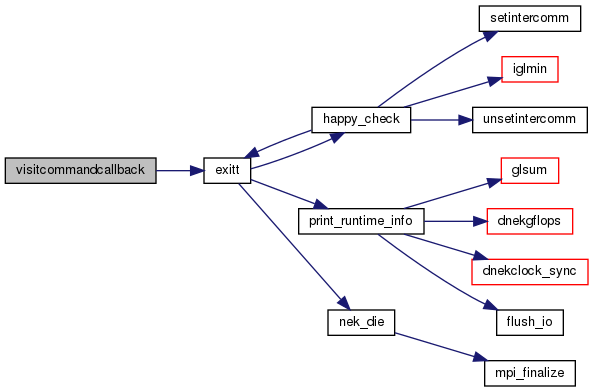 setintercomm
iglmin
happy_check
unsetintercomm
visitcommandcallback
exitt
glsum
print_runtime_info
dnekgflops
dnekclock_sync
nek_die
flush_io
mpi_finalize